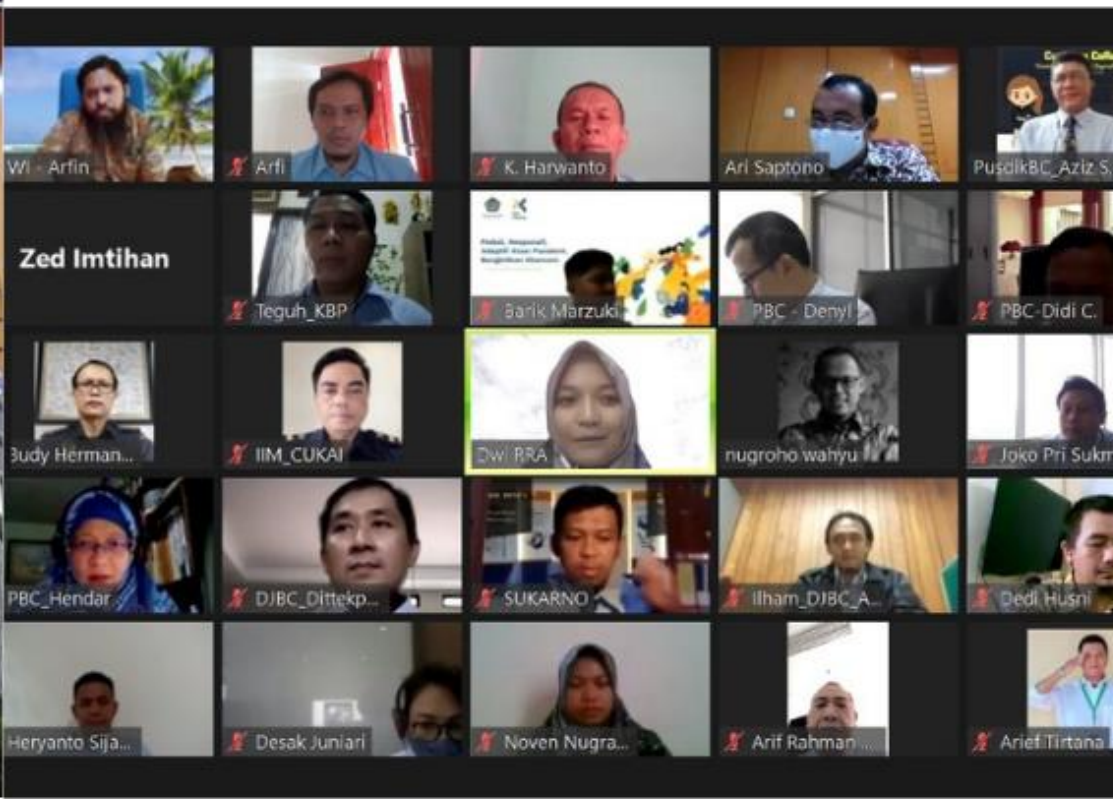 WI - Arfin
Arfi
K. Harwanto
Ari Saptono
PusdikBC_Aziz S.
Zed Imtihan
Teguh_KBP
Barik Marzuki
PBC - Denyl
PBC-Didi C.
Budy Herman...
IIM_CUKAI
Dwi RRA
nugroho wahyu
Joko Pri Sukm
PBC_Hendar
DJBC_Dittekp...
SUKARNO
Ilham_DJBC_A...
Dedi Husni
Heryanto Sija...
Desak Juniari
Noven Nugra...
Arif Rahman ...
Arief Tirtana